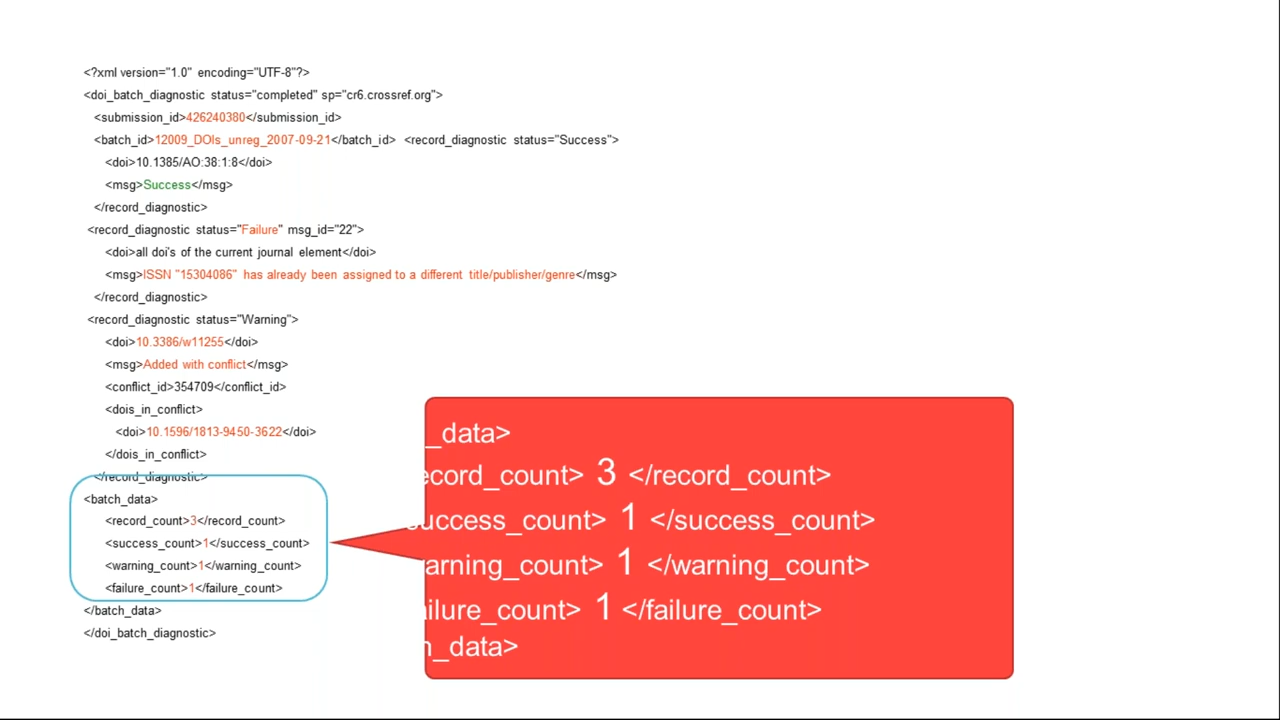 <?xml version="1.0" encoding="UTF-8"?>
<doi_batch_diagnostic status="completed" sp="cr6.crossref.org">
<submission_id>426240380</submission_id>
<batch_id>12009_DOIs_unreg_2007-09-21</batch_id> <record_diagnostic status="Success">
<doi>10.1385/AO:38:1:8</doi>
<msg>Success</msg>
</record_diagnostic>
<record_diagnostic status="Failure" msg_id="22">
<doi>all doi's of the current journal element</doi>
<msg>ISSN "15304086" has already been assigned to a different title/publisher/genre</msg>
</record_diagnostic>
<record_diagnostic status="Warning">
<doi>10.3386/w11255</doi>
<msg>Added with conflict</msg>
<conflict_id>354709</conflict_id>
<dois_in_conflict>
<doi>10.1596/1813-9450-3622</doi>
</dois_in_conflict>
</record_diagnostic>
<batch_data>
<record_count>3</record_count>
<success_count>1</success_count>
<warning_count>1</warning_count>
<failure_count>1</failure_count>
</batch_data>
</doi_batch_diagnostic>
_data>
ecord_count> 3 </record_count>
uccess_count> 1 </success_count>
arning_count> 1 </warning_count>
ailure_count> 1 </failure_count>
h_data>